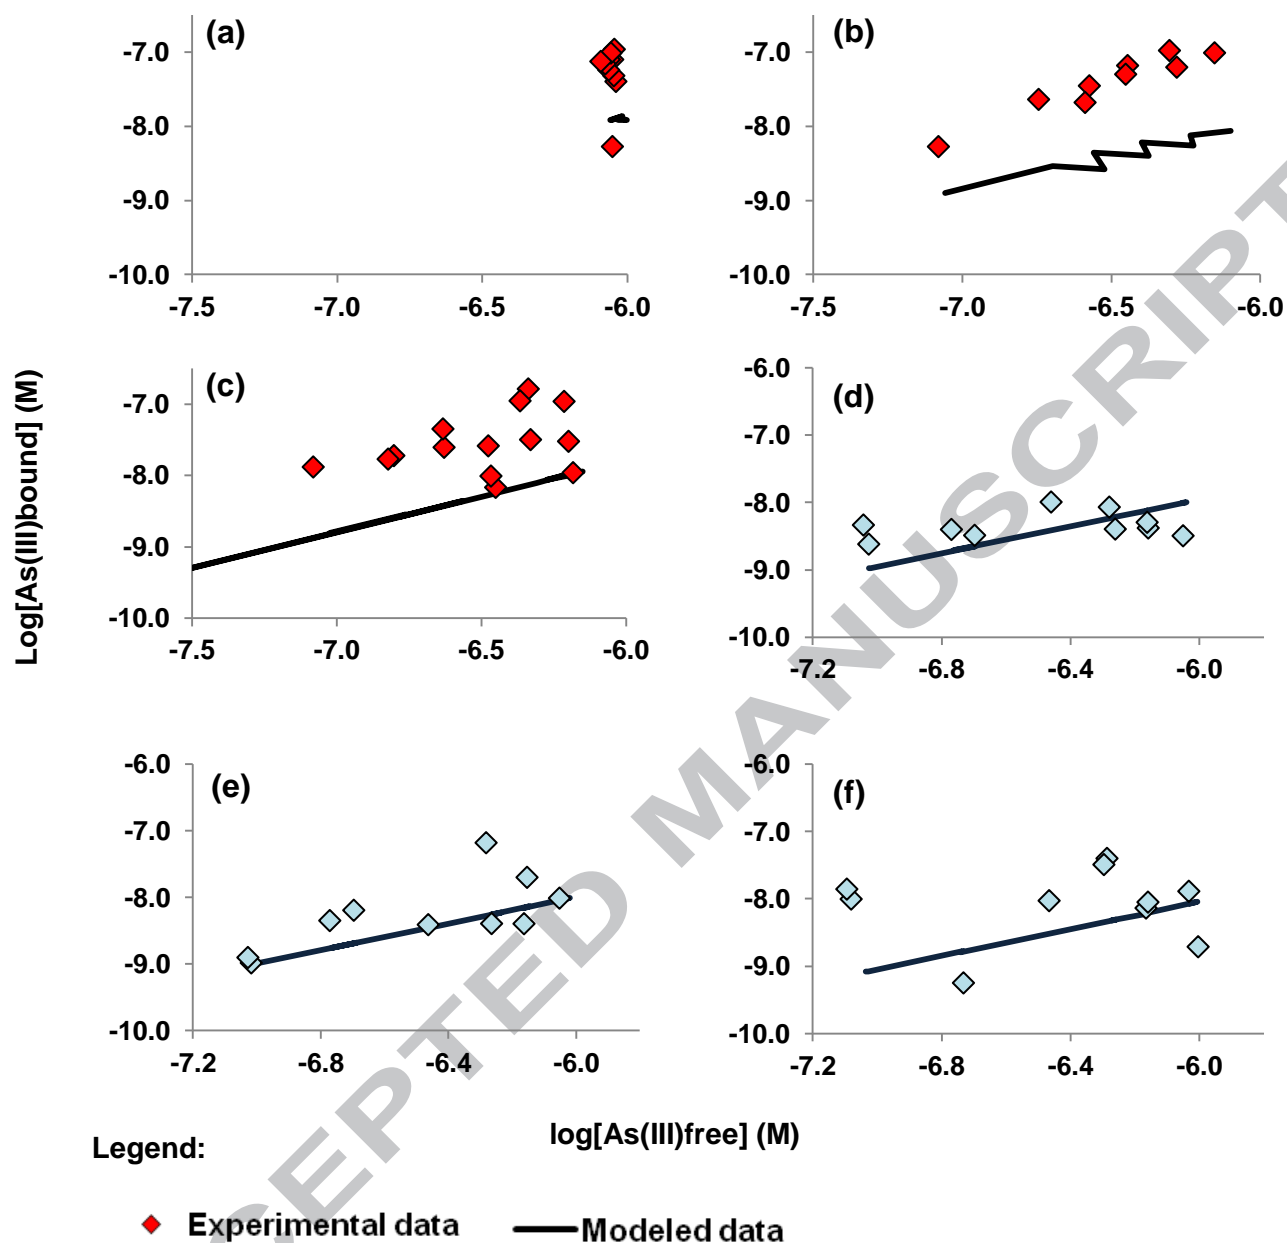 (a)
-7.0
-8.0
-9.0
-10.0
-7.5 -7.0 -6.5 -6.0
(b)
-7.0
-8.0
-9.0
-10.0
-7.5 -7.0 -6.5 -6.0
(c)
-7.0
-8.0
-9.0
-10.0
-7.5 -7.0 -6.5 -6.0
(d)
-6.0
-7.0
-8.0
-9.0
-10.0
-7.2 -6.8 -6.4 -6.0
(e)
-6.0
-7.0
-8.0
-9.0
-10.0
-7.2 -6.8 -6.4 -6.0
(f)
-6.0
-7.0
-8.0
-9.0
-10.0
-7.2 -6.8 -6.4 -6.0
Log[As(III)bound] (M)
log[As(III)free] (M)
Legend:
Experimental data
Modeled data
CEPTED MANUSCRIPT